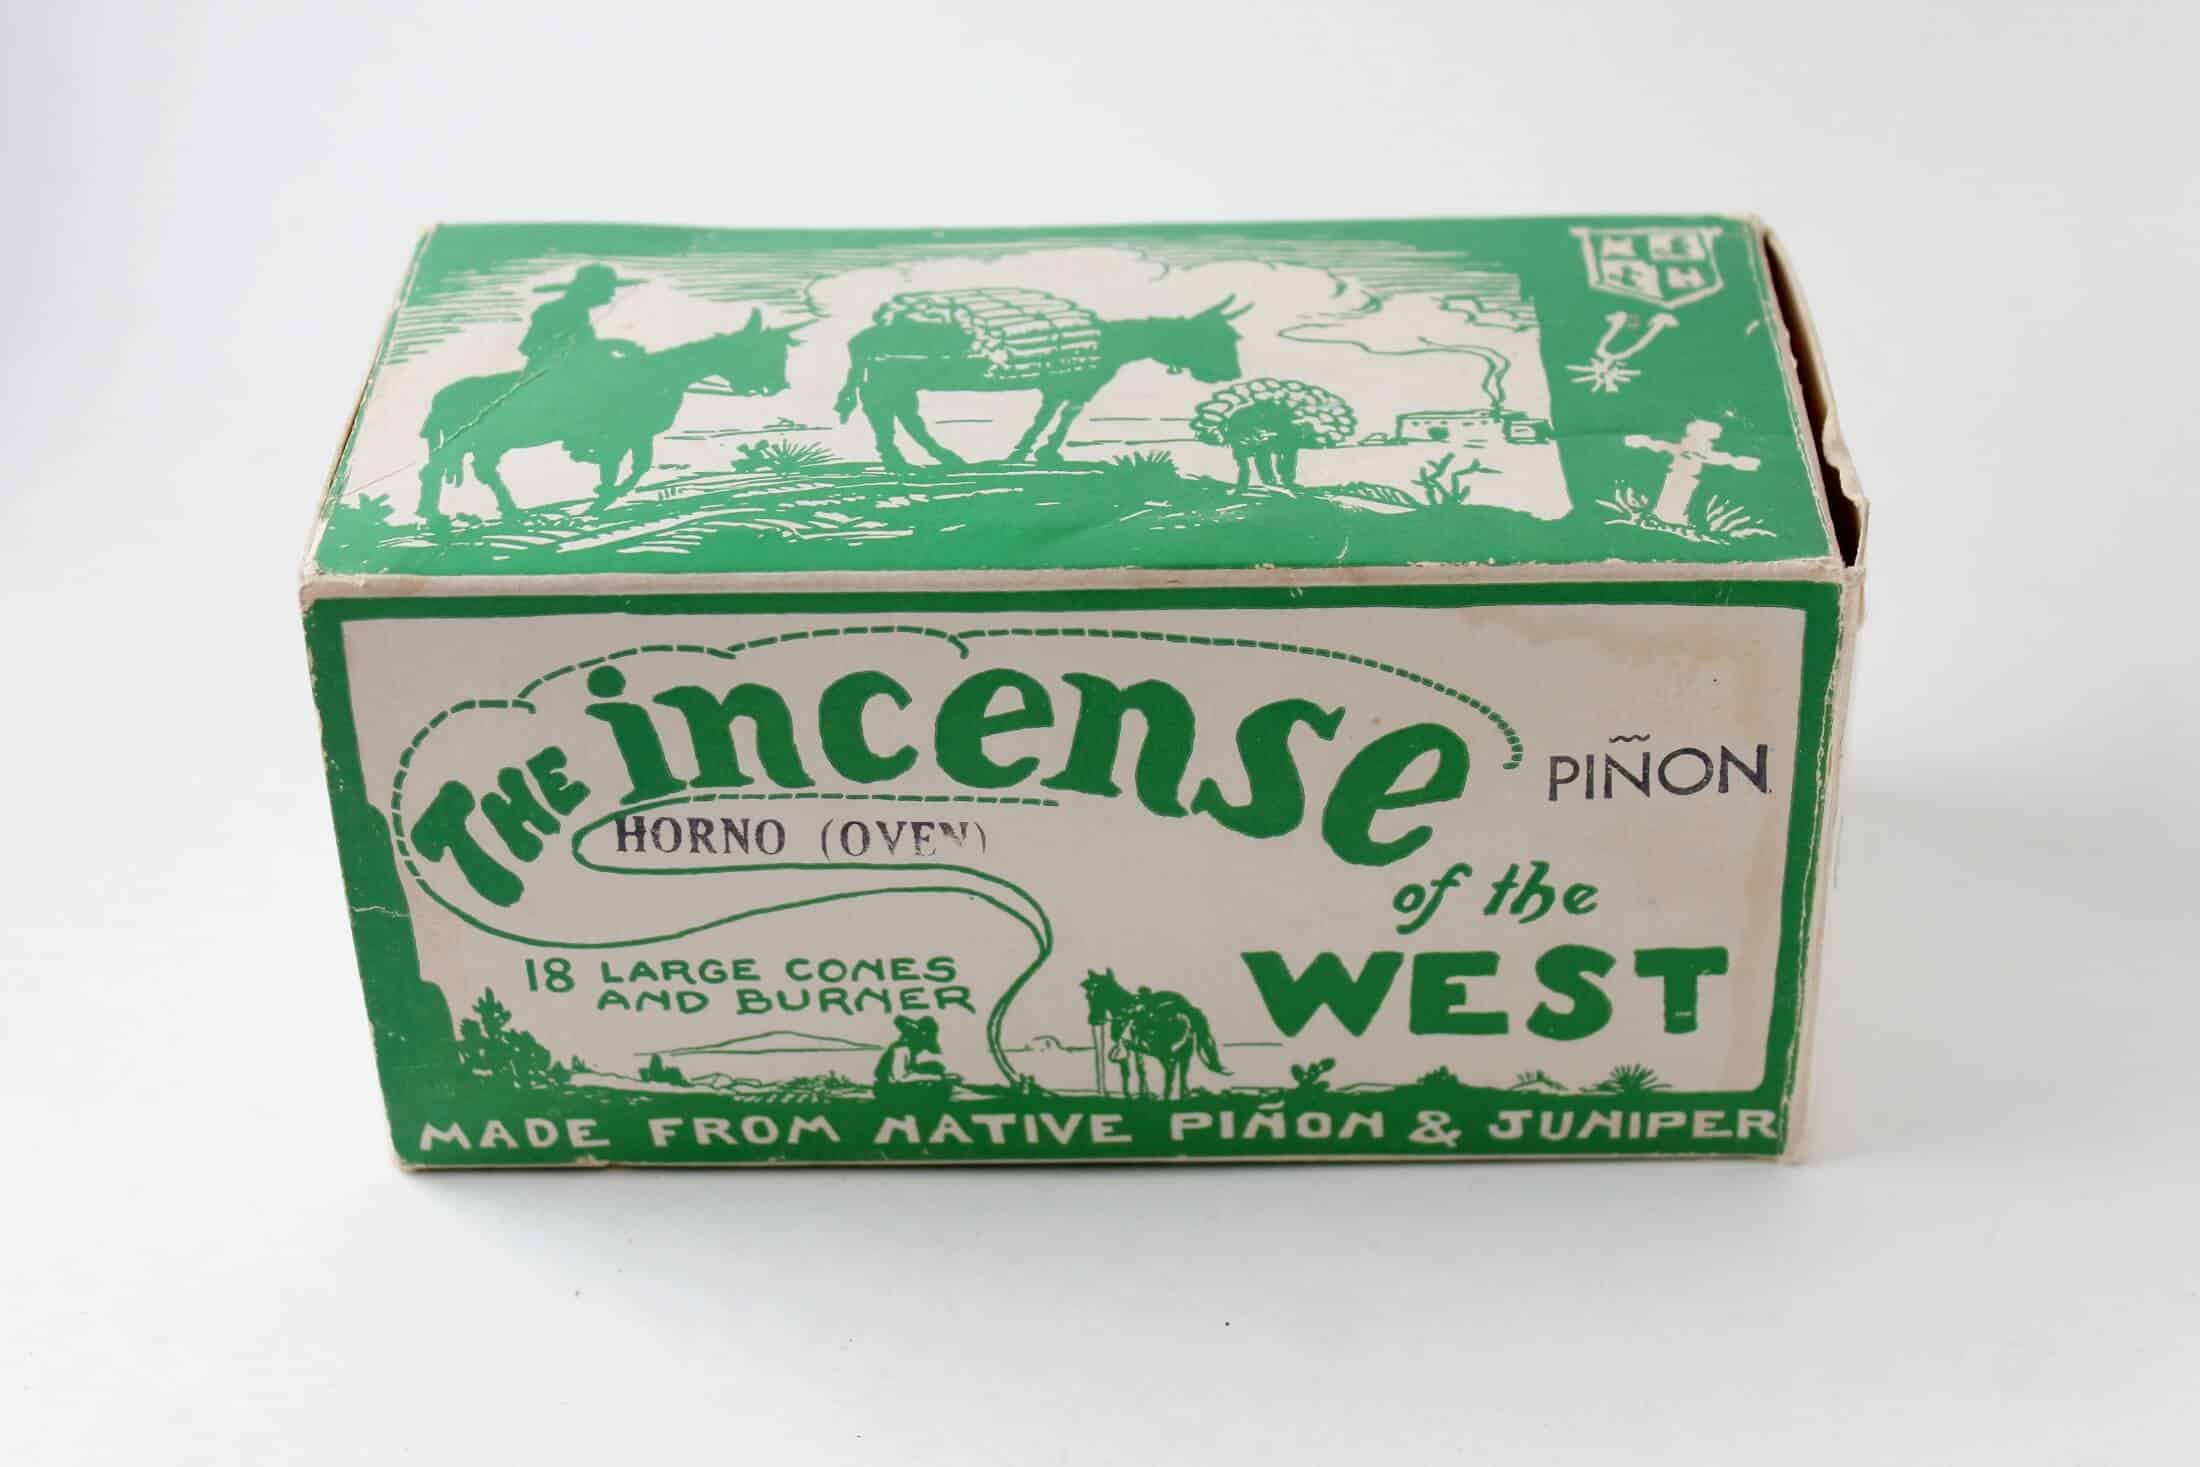 THE incense
PIÑON
HORNO (OVEN)
of the
WEST
18 LARGE CONES
AND BURNER
MADE FROM NATIVE PIÑON & JUNIPER